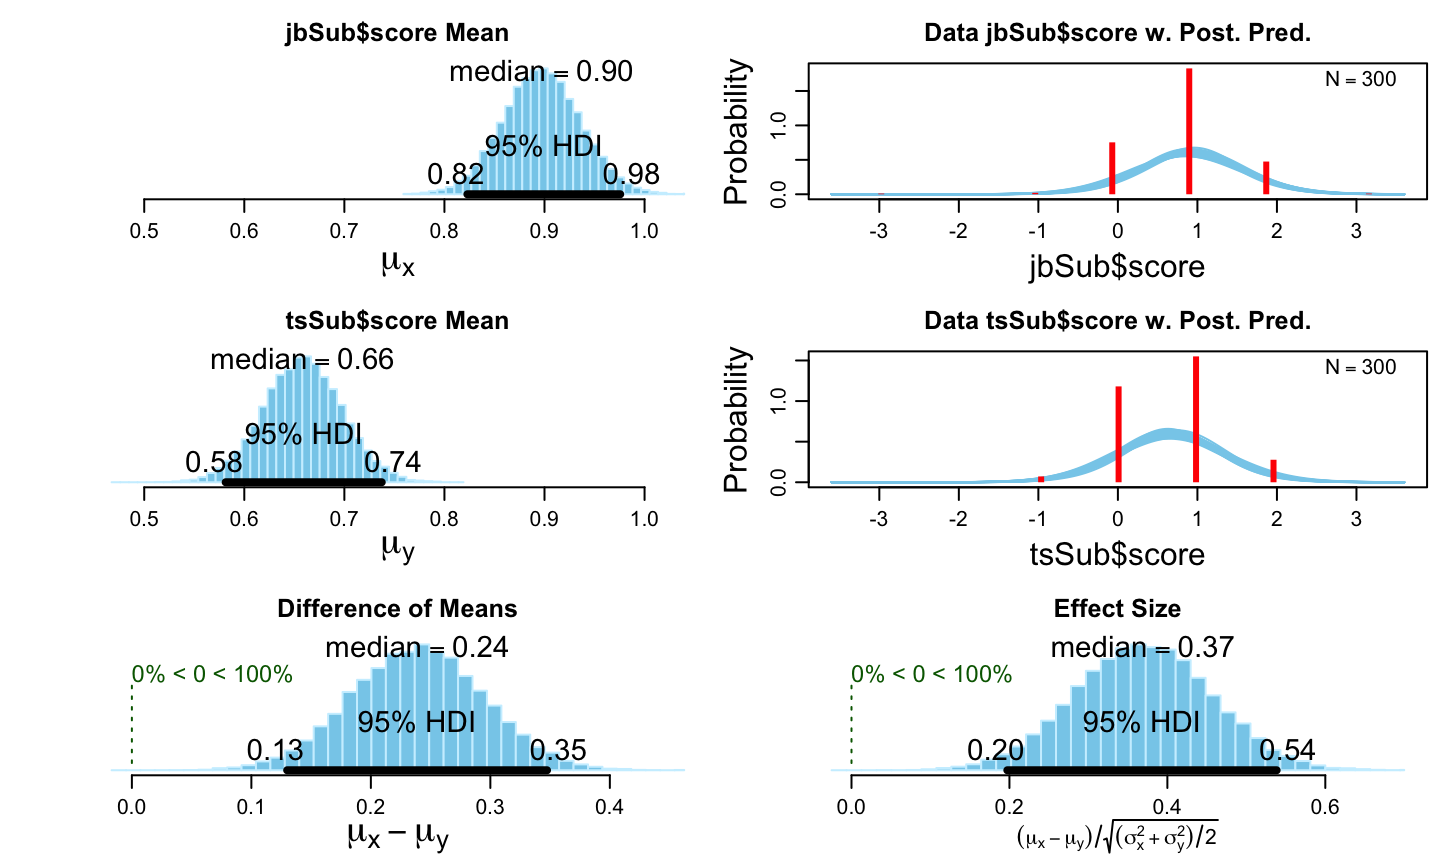 jbSub$score Mean
median = 0.90
95% HDI
0.82 0.98
0.5 0.6 0.7 0.8 0.9 1.0
μx
Data jbSub$score w. Post. Pred.
N = 300
Probability
0.0 1.0
-3 -2 -1 0 1 2 3
jbSub$score
tsSub$score Mean
median = 0.66
95% HDI
0.58 0.74
0.5 0.6 0.7 0.8 0.9 1.0
μy
Data tsSub$score w. Post. Pred.
N = 300
Probability
0.0 1.0
-3 -2 -1 0 1 2 3
tsSub$score
Difference of Means
median = 0.24
0% < 0 < 100%
95% HDI
0.13 0.35
0.0 0.1 0.2 0.3 0.4
μx − μy
Effect Size
median = 0.37
0% < 0 < 100%
95% HDI
0.20 0.54
0.0 0.2 0.4 0.6
(μx − μy)/√(σx² + σy²)/2